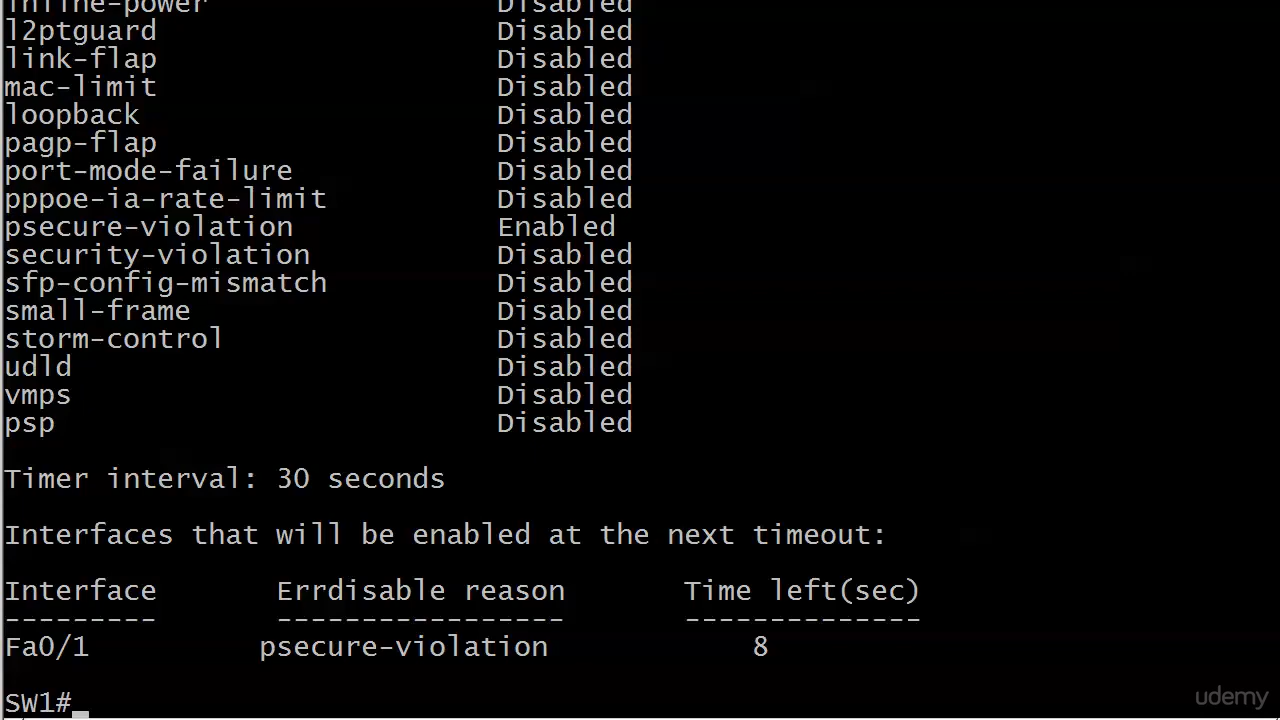 inline-power Disabled
l2ptguard Disabled
link-flap Disabled
mac-limit Disabled
loopback Disabled
pagp-flap Disabled
port-mode-failure Disabled
pppoe-ia-rate-limit Disabled
psecure-violation Enabled
security-violation Disabled
sfp-config-mismatch Disabled
small-frame Disabled
storm-control Disabled
udld Disabled
vmps Disabled
psp Disabled
Timer interval: 30 seconds
Interfaces that will be enabled at the next timeout:
Interface Errdisable reason Time left(sec)
--------- ----------------- --------------
Fa0/1 psecure-violation 8
SW1#
udemy